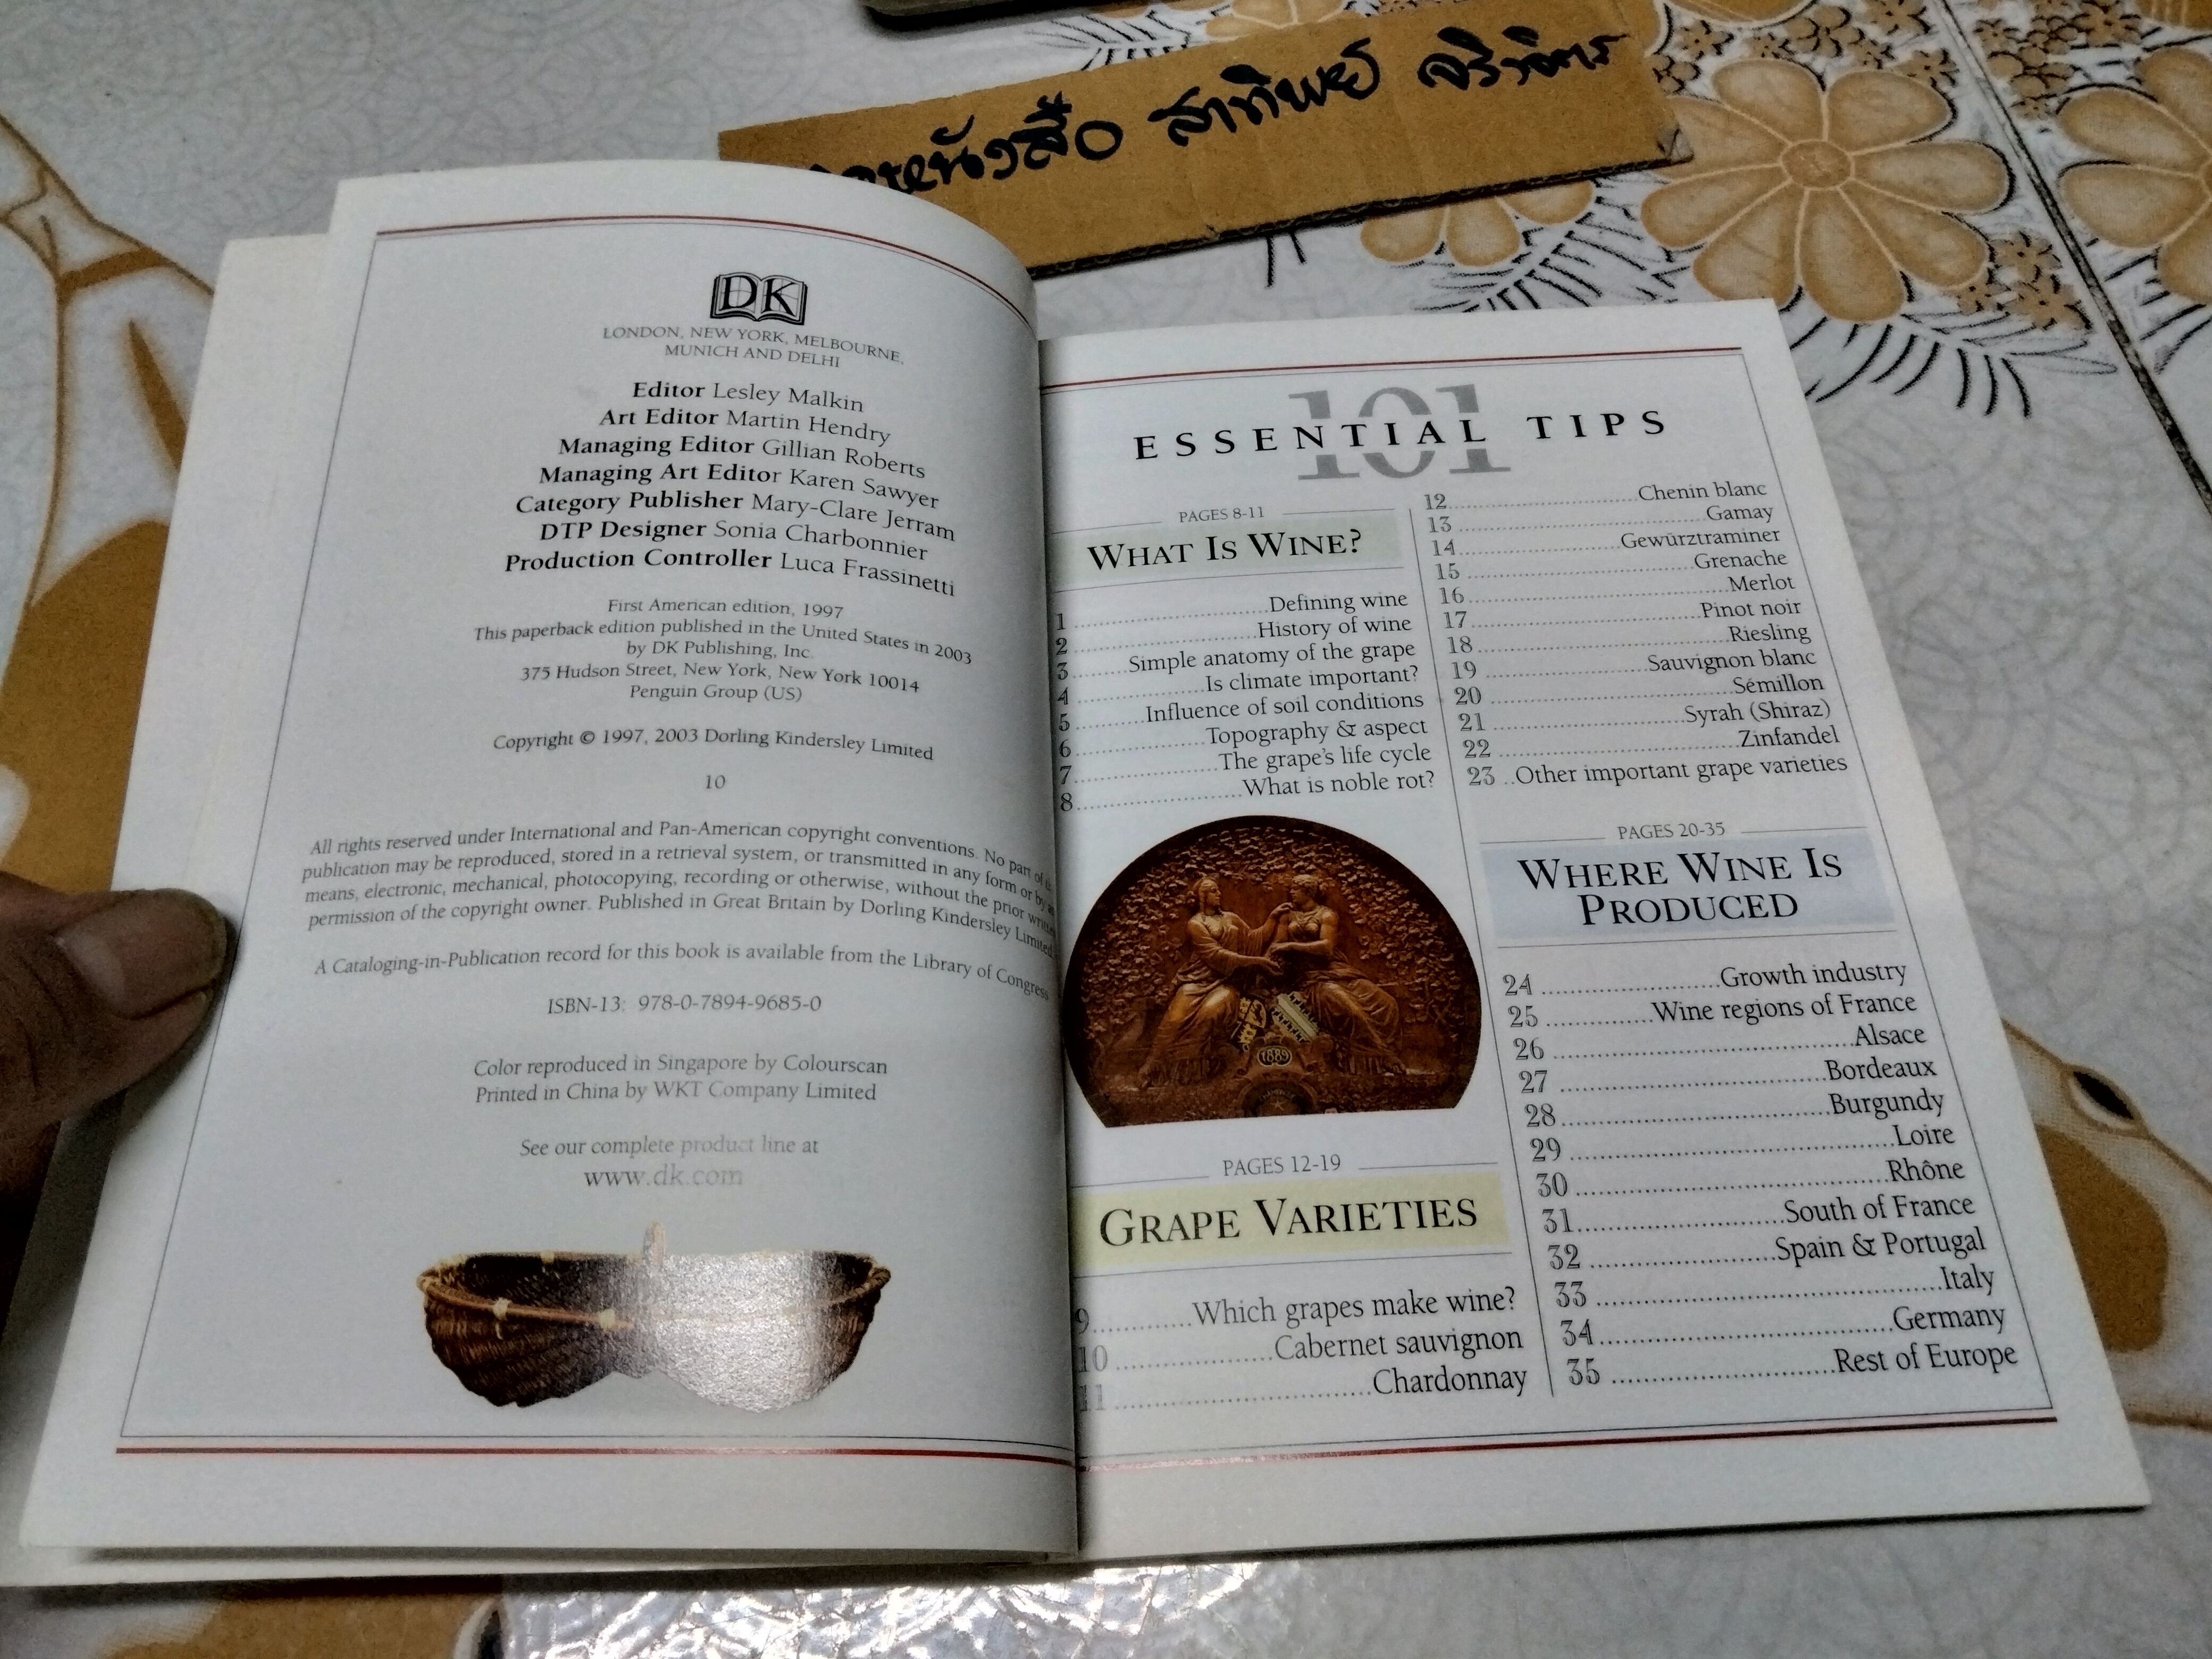 หนังสือ สาทิพย์ จริจิตร
DK
LONDON, NEW YORK, MELBOURNE,
MUNICH AND DELHI
Editor Lesley Malkin
Art Editor Martin Hendry
Managing Editor Gillian Roberts
Managing Art Editor Karen Sawyer
Category Publisher Mary-Clare Jerram
DTP Designer Sonia Charbonnier
Production Controller Luca Frassinetti
First American edition, 1997
This paperback edition published in the United States in 2003
by DK Publishing, Inc.
375 Hudson Street, New York, New York 10014
Penguin Group (US)
Copyright © 1997, 2003 Dorling Kindersley Limited
10
All rights reserved under International and Pan-American copyright conventions. No part of
publication may be reproduced, stored in a retrieval system, or transmitted in any form or by
means, electronic, mechanical, photocopying, recording or otherwise, without the prior
permission of the copyright owner. Published in Great Britain by Dorling Kindersley Limited
A Cataloging-in-Publication record for this book is available from the Library of Congress
ISBN-13: 978-0-7894-9685-0
Color reproduced in Singapore by Colourscan
Printed in China by WKT Company Limited
See our complete product line at
www.dk.com
101
ESSENTIAL TIPS
PAGES 8-11
WHAT IS WINE?
1 Defining wine
2 History of wine
3 Simple anatomy of the grape
4 Is climate important?
5 Influence of soil conditions
6 Topography & aspect
7 The grape's life cycle
8 What is noble rot?
1889
PAGES 12-19
GRAPE VARIETIES
9 Which grapes make wine?
10 Cabernet sauvignon
11 Chardonnay
12 Chenin blanc
13 Gamay
14 Gewürztraminer
15 Grenache
16 Merlot
17 Pinot noir
18 Riesling
19 Sauvignon blanc
20 Sémillon
21 Syrah (Shiraz)
22 Zinfandel
23 Other important grape varieties
PAGES 20-35
WHERE WINE IS
PRODUCED
24 Growth industry
25 Wine regions of France
26 Alsace
27 Bordeaux
28 Burgundy
29 Loire
30 Rhône
31 South of France
32 Spain & Portugal
33 Italy
34 Germany
35 Rest of Europe